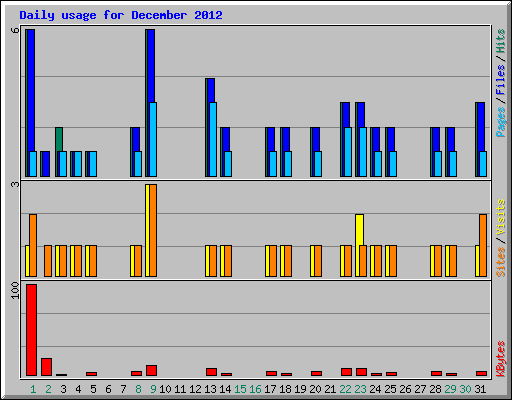 Daily usage for December 2012
6
Pages / Files / Hits
3
Sites / Visits
100
KBytes
1 2 3 4 5 6 7 8 9 10 11 12 13 14 15 16 17 18 19 20 21 22 23 24 25 26 27 28 29 30 31